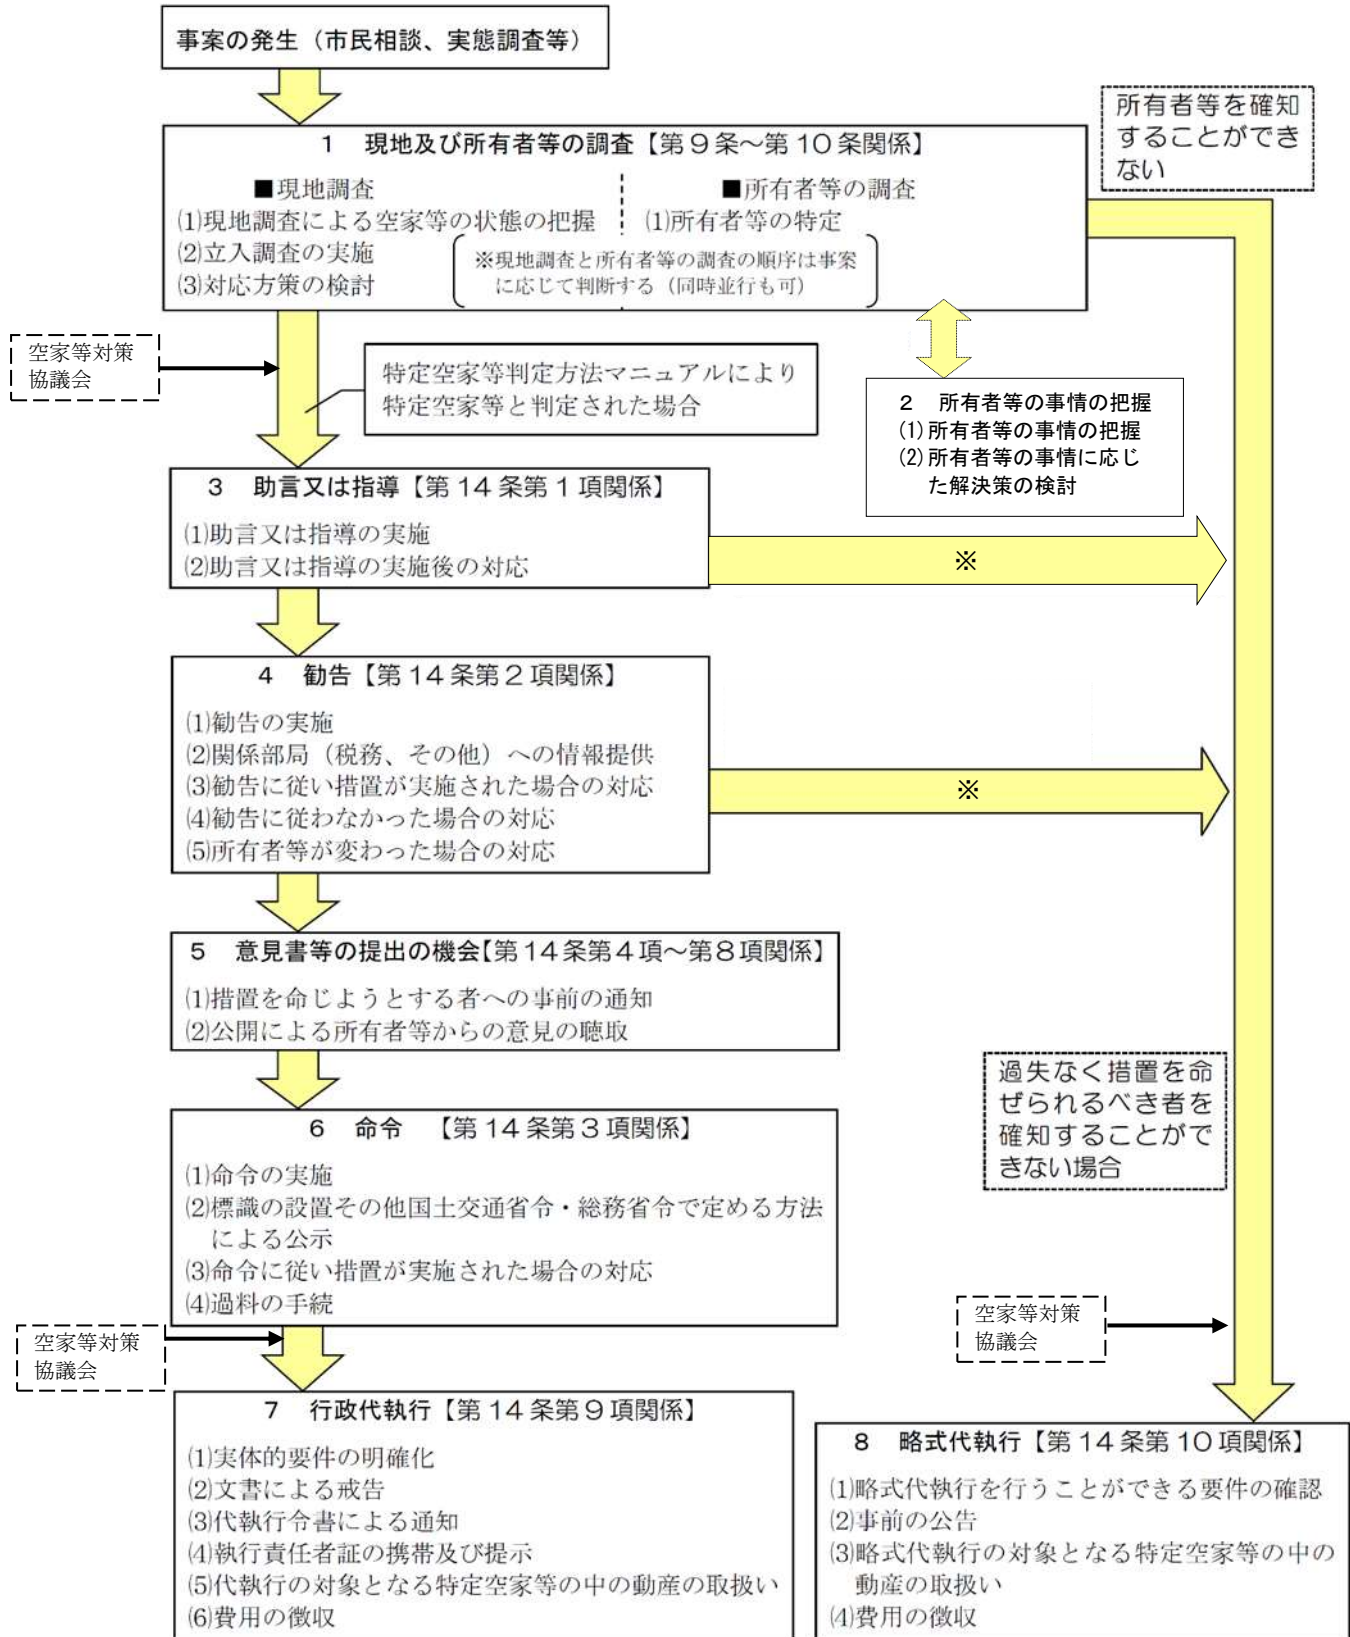 事案の発生（市民相談、実態調査等）
所有者等を確知
することができ
ない
1 現地及び所有者等の調査【第9条～第10条関係】
■現地調査
⑴現地調査による空家等の状態の把握
⑵立入調査の実施
⑶対応方策の検討
■所有者等の調査
⑴所有者等の特定
※現地調査と所有者等の調査の順序は事案
に応じて判断する（同時並行も可）
空家等対策
協議会
特定空家等判定方法マニュアルにより
特定空家等と判定された場合
2 所有者等の事情の把握
⑴所有者等の事情の把握
⑵所有者等の事情に応じ
た解決策の検討
3 助言又は指導【第14条第1項関係】
⑴助言又は指導の実施
⑵助言又は指導の実施後の対応
※
4 勧告【第14条第2項関係】
⑴勧告の実施
⑵関係部局（税務、その他）への情報提供
⑶勧告に従い措置が実施された場合の対応
⑷勧告に従わなかった場合の対応
⑸所有者等が変わった場合の対応
※
5 意見書等の提出の機会【第14条第4項～第8項関係】
⑴措置を命じようとする者への事前の通知
⑵公開による所有者等からの意見の聴取
過失なく措置を命
ぜられるべき者を
確知することがで
きない場合
6 命令 【第14条第3項関係】
⑴命令の実施
⑵標識の設置その他国土交通省令・総務省令で定める方法
による公示
⑶命令に従い措置が実施された場合の対応
⑷過料の手続
空家等対策
協議会
空家等対策
協議会
7 行政代執行【第14条第9項関係】
⑴実体的要件の明確化
⑵文書による戒告
⑶代執行令書による通知
⑷執行責任者証の携帯及び提示
⑸代執行の対象となる特定空家等の中の動産の取扱い
⑹費用の徴収
8 略式代執行【第14条第10項関係】
⑴略式代執行を行うことができる要件の確認
⑵事前の公告
⑶略式代執行の対象となる特定空家等の中の
動産の取扱い
⑷費用の徴収